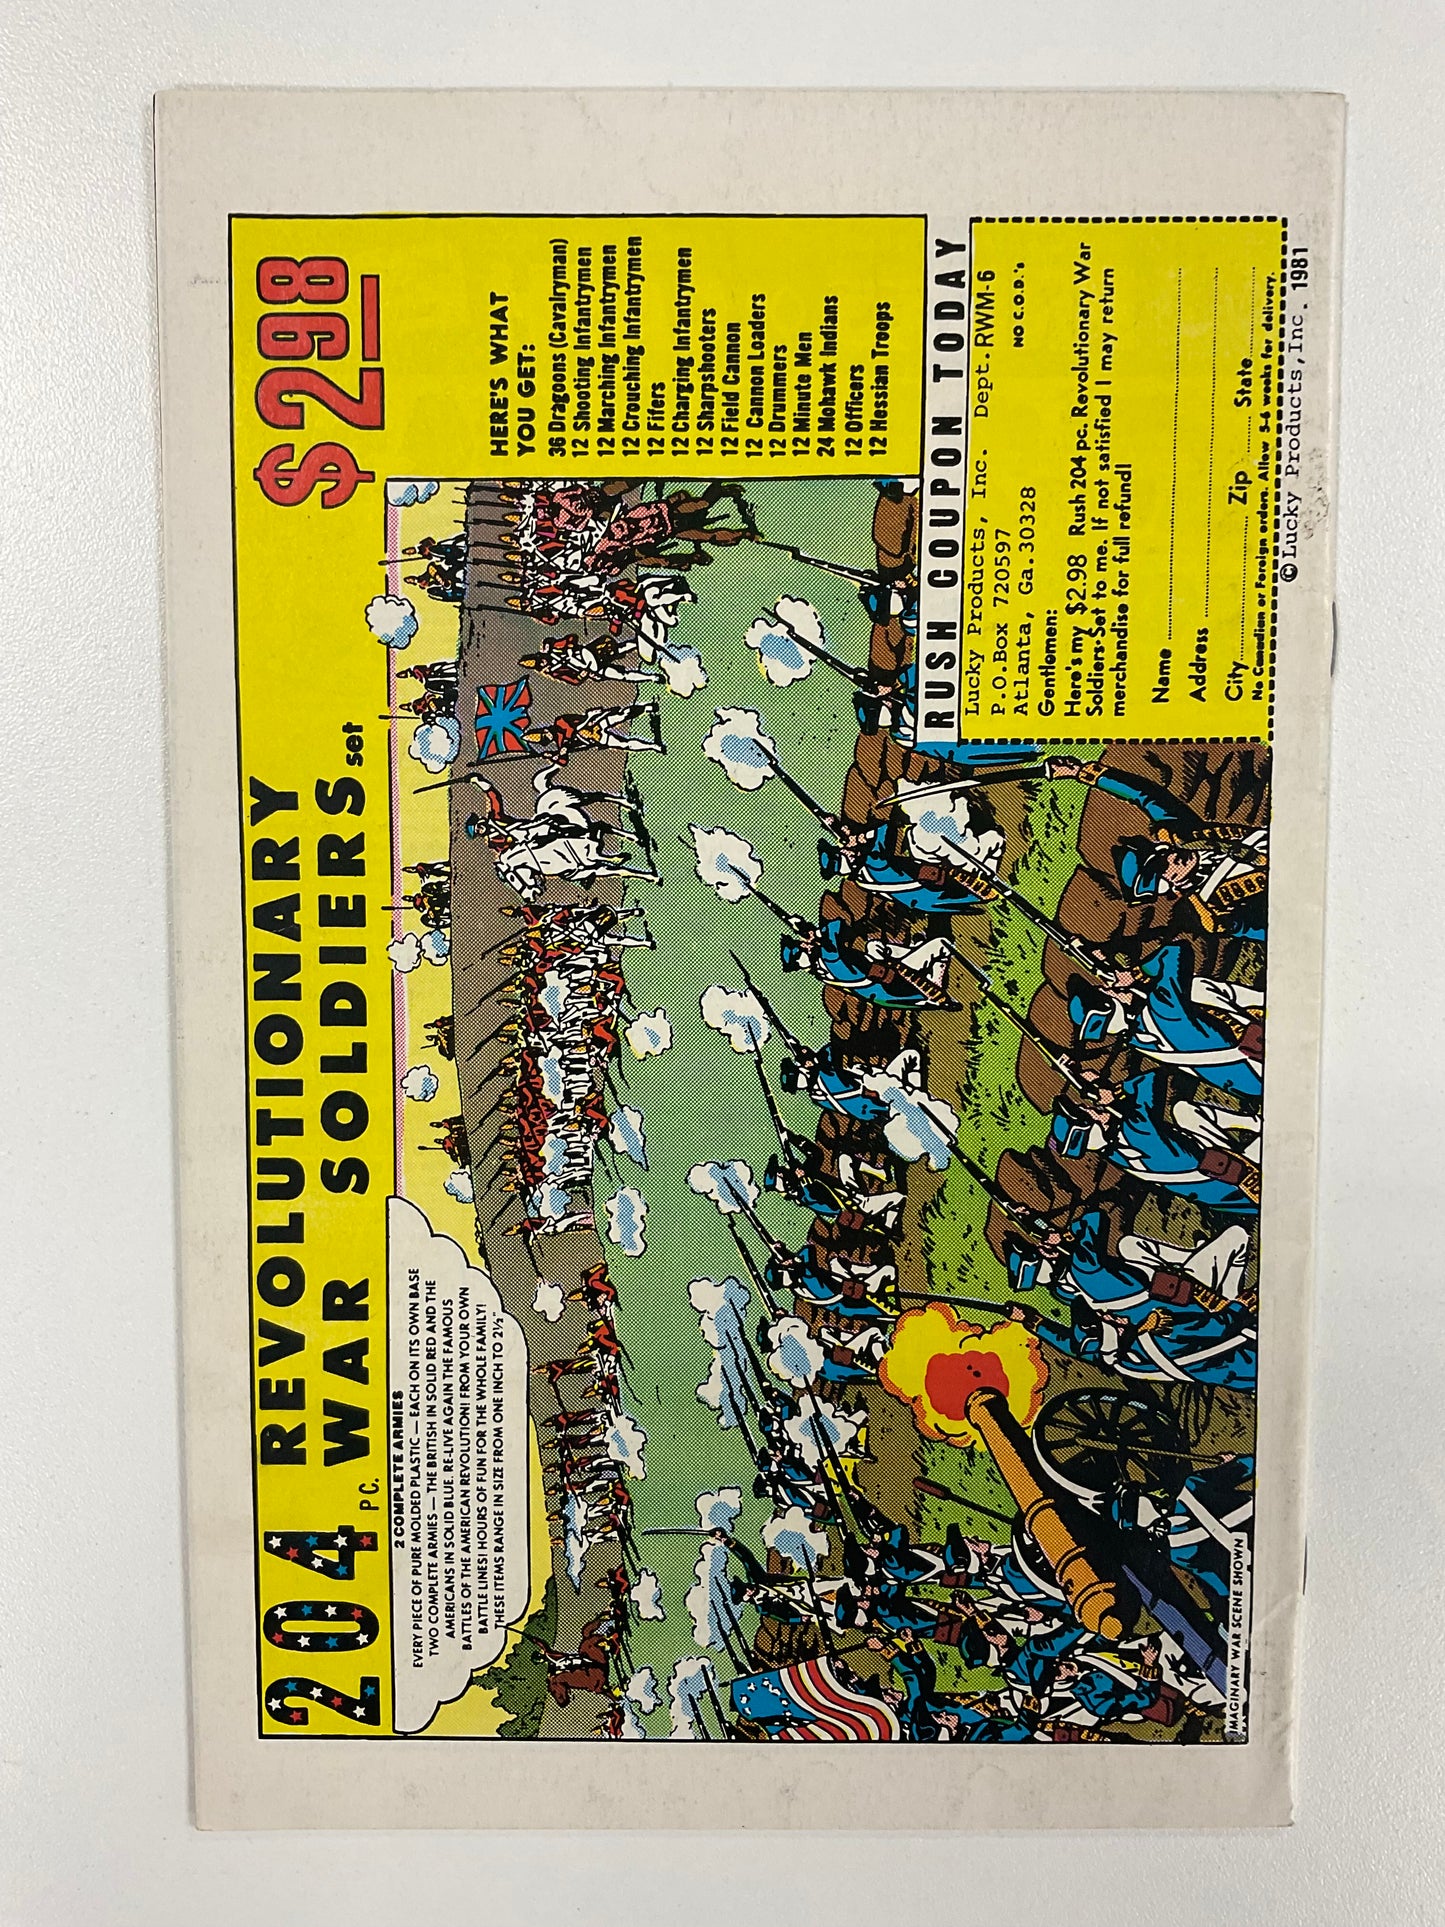 204 PC. REVOLUTIONARY
WAR SOLDIERS set
$2.98
2 COMPLETE ARMIES
EVERY PIECE OF PURE MOLDED PLASTIC — EACH ON ITS OWN BASE
TWO COMPLETE ARMIES — THE BRITISH IN SOLID RED AND THE
AMERICANS IN SOLID BLUE. RE-LIVE AGAIN THE FAMOUS
BATTLES OF THE AMERICAN REVOLUTION! FROM YOUR OWN
BATTLE LINES! HOURS OF FUN FOR THE WHOLE FAMILY!
THESE ITEMS RANGE IN SIZE FROM ONE INCH TO 2½"
HERE'S WHAT
YOU GET:
36 Dragoons (Cavalryman)
12 Shooting Infantrymen
12 Marching Infantrymen
12 Crouching Infantrymen
12 Fifers
12 Charging Infantrymen
12 Sharpshooters
12 Field Cannon
12 Cannon Loaders
12 Drummers
12 Minute Men
24 Mohawk Indians
12 Officers
12 Hessian Troops
RUSH COUPON TODAY
Lucky Products, Inc. Dept. RWM-6
P.O.Box 720597
NO C.O.D.'s
Atlanta, Ga.30328
Gentlemen:
Here's my $2.98 Rush 204 pc. Revolutionary War
Soldiers-Set to me. If not satisfied I may return
merchandise for full refund!
Name
Address
City Zip State
No Canadian or Foreign orders. Allow 5-6 weeks for delivery.
©Lucky Products, Inc. 1981
IMAGINARY WAR SCENE SHOWN